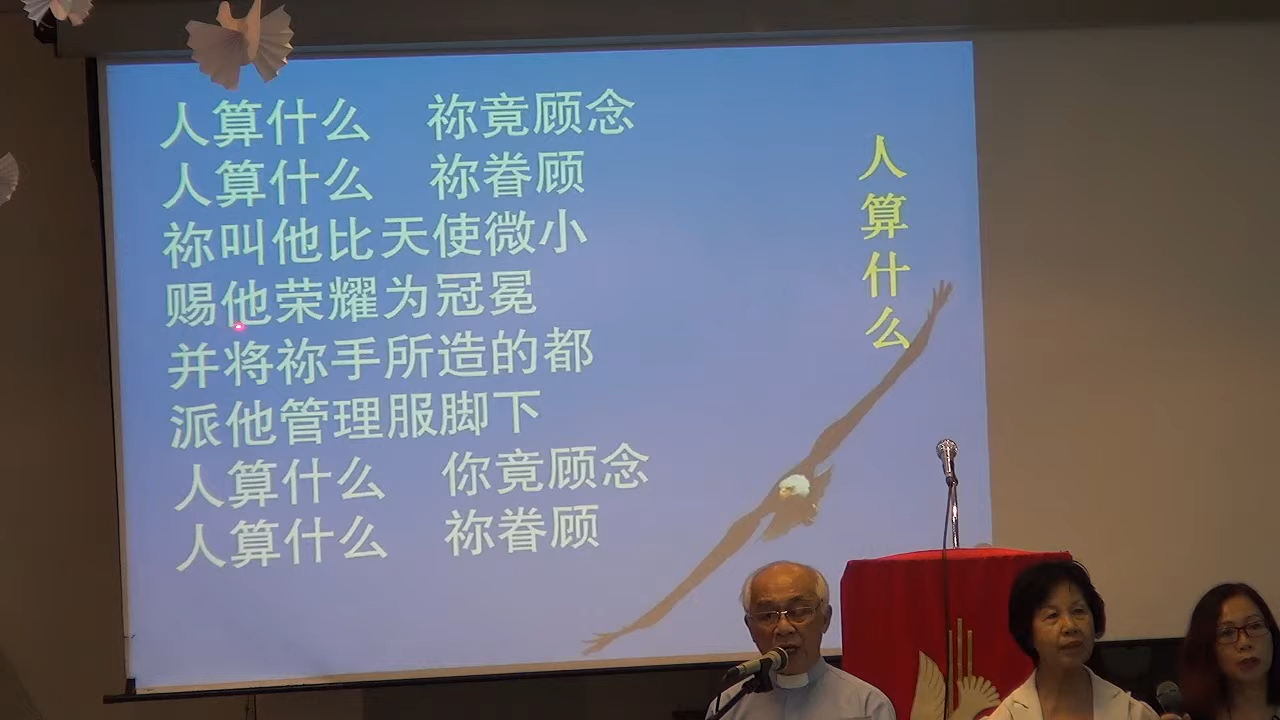 人算什么　祢竟顾念
人算什么　祢眷顾
祢叫他比天使微小
赐他荣耀为冠冕
并将祢手所造的都
派他管理服脚下
人算什么　你竟顾念
人算什么　祢眷顾
人算什么